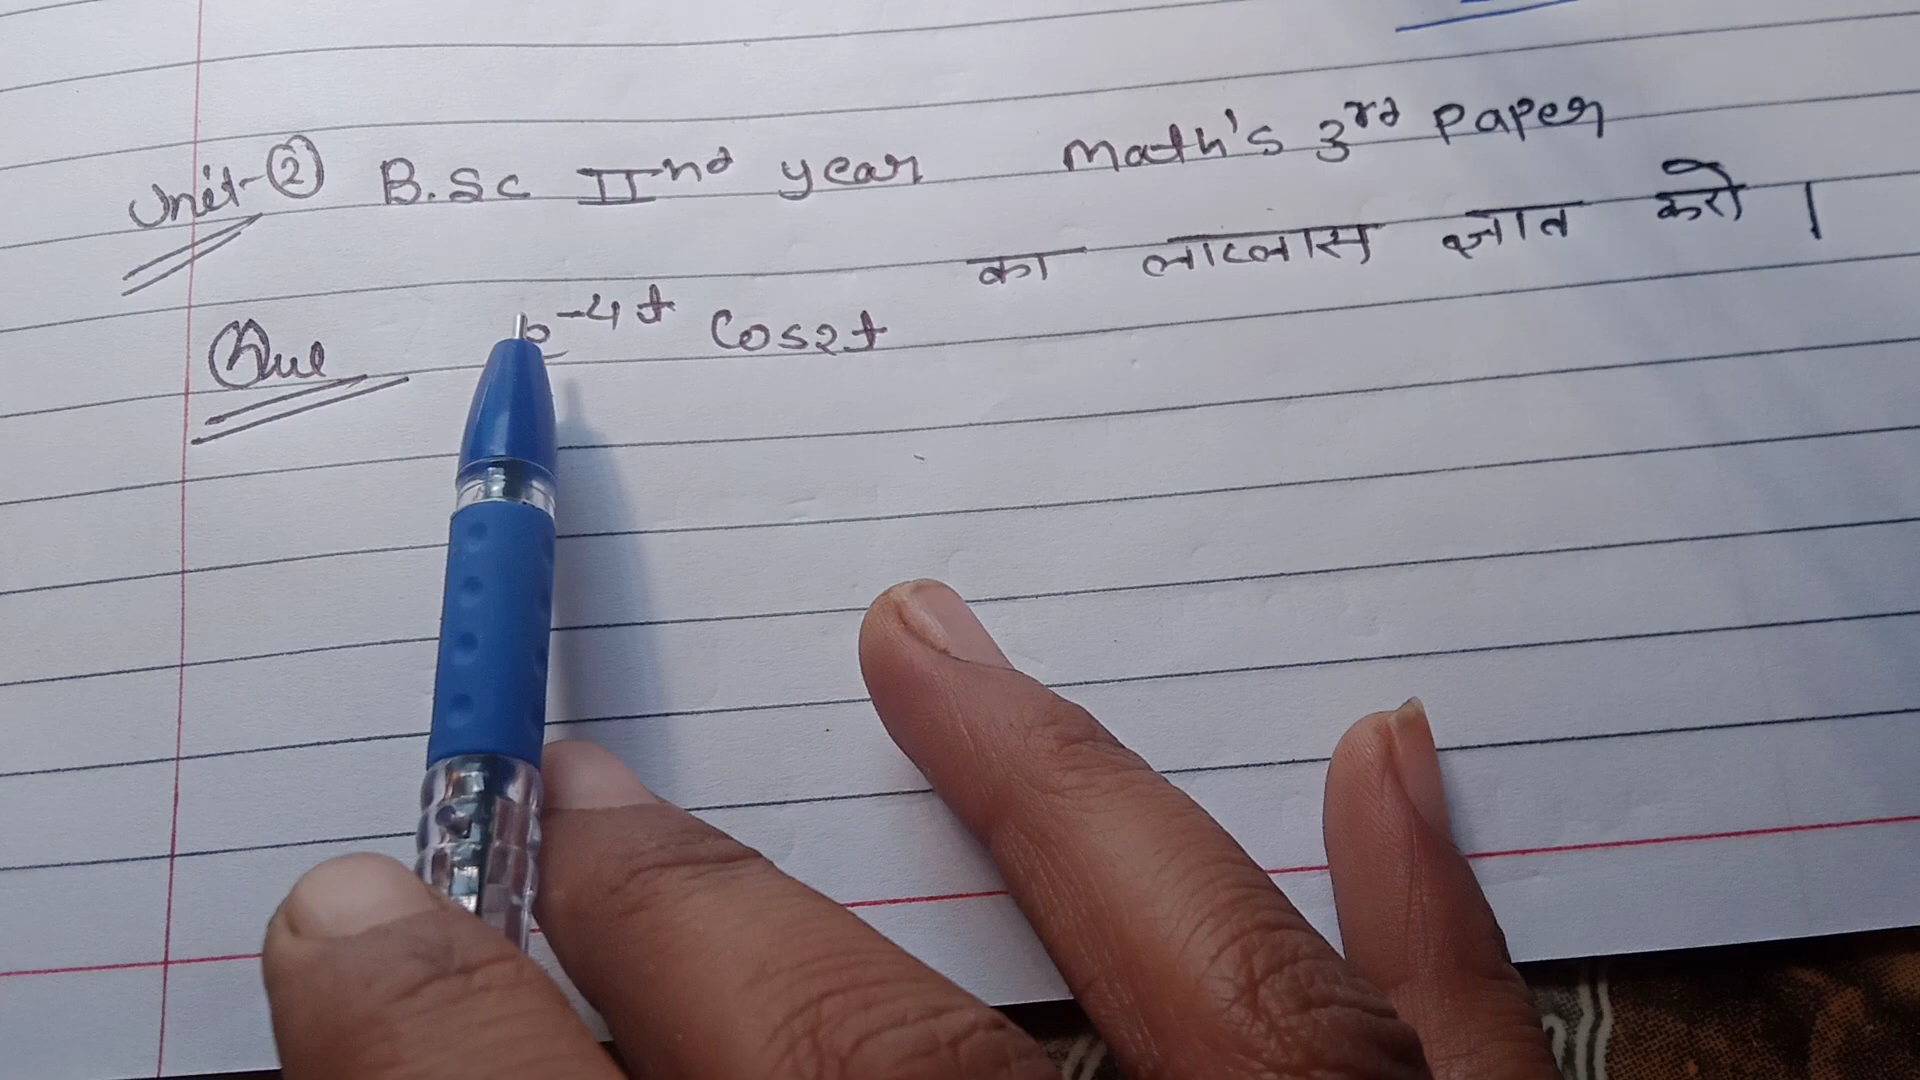 Unit-② B.Sc IInd year Math's 3rd Paper
Que e^-4t Cos2t का लाप्लास ज्ञात करो ।